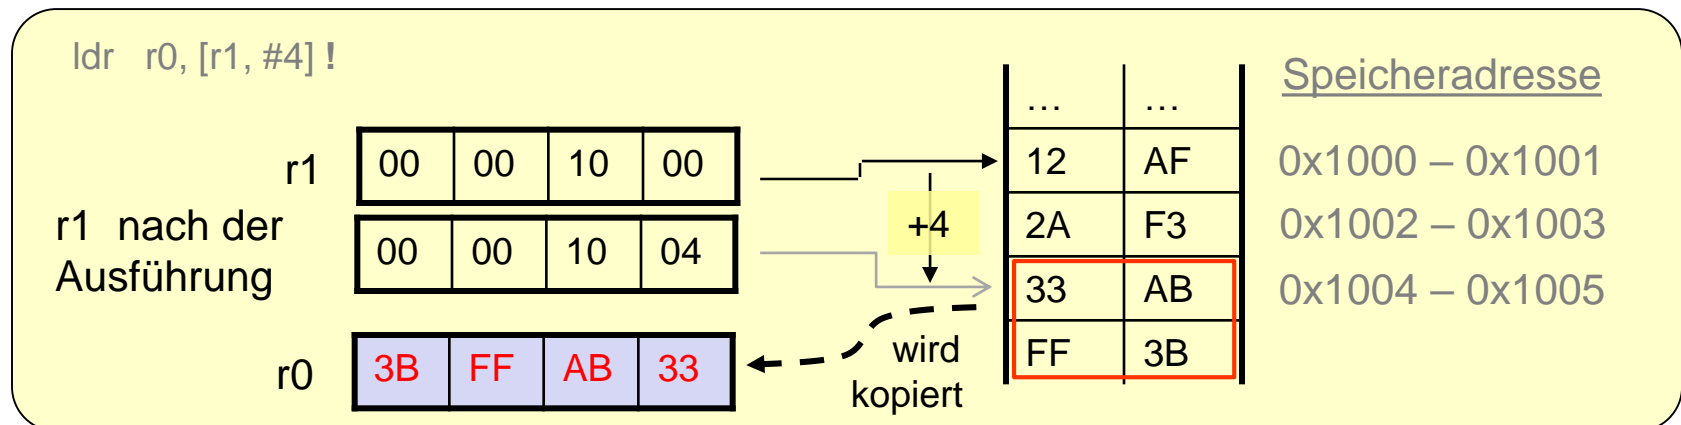 ldr r0, [r1, #4] !
Speicheradresse
… …
r1 00 00 10 00
12 AF 0x1000 – 0x1001
r1 nach der
Ausführung
00 00 10 04
+4
2A F3 0x1002 – 0x1003
33 AB 0x1004 – 0x1005
r0 3B FF AB 33
wird
kopiert
FF 3B